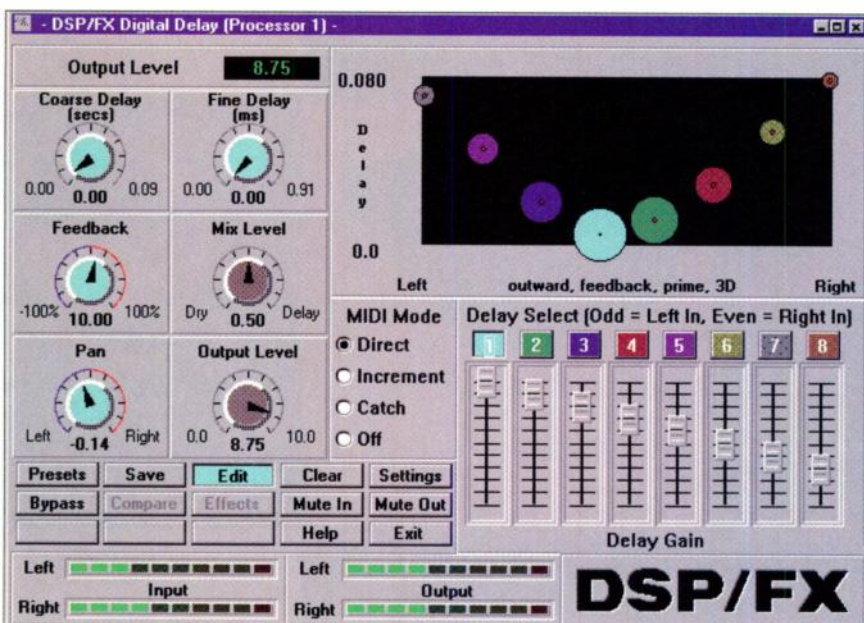 - DSP/FX Digital Delay (Processor 1) -
Output Level 8.75
Coarse Delay (secs)
0.00 0.00 0.09
Fine Delay (ms)
0.00 0.00 0.91
Feedback
-100% 10.00 100%
Mix Level
Dry 0.50 Delay
Pan
Left -0.14 Right
Output Level
0.0 8.75 10.0
0.080
Delay
0.0
Left outward, feedback, prime, 3D Right
MIDI Mode
Direct
Increment
Catch
Off
Delay Select (Odd = Left In, Even = Right In)
1 2 3 4 5 6 7 8
Delay Gain
Presets Save Edit Clear Settings
Bypass Compare Effects Mute In Mute Out
Help Exit
Left
Input
Right
Left
Output
Right
DSP/FX